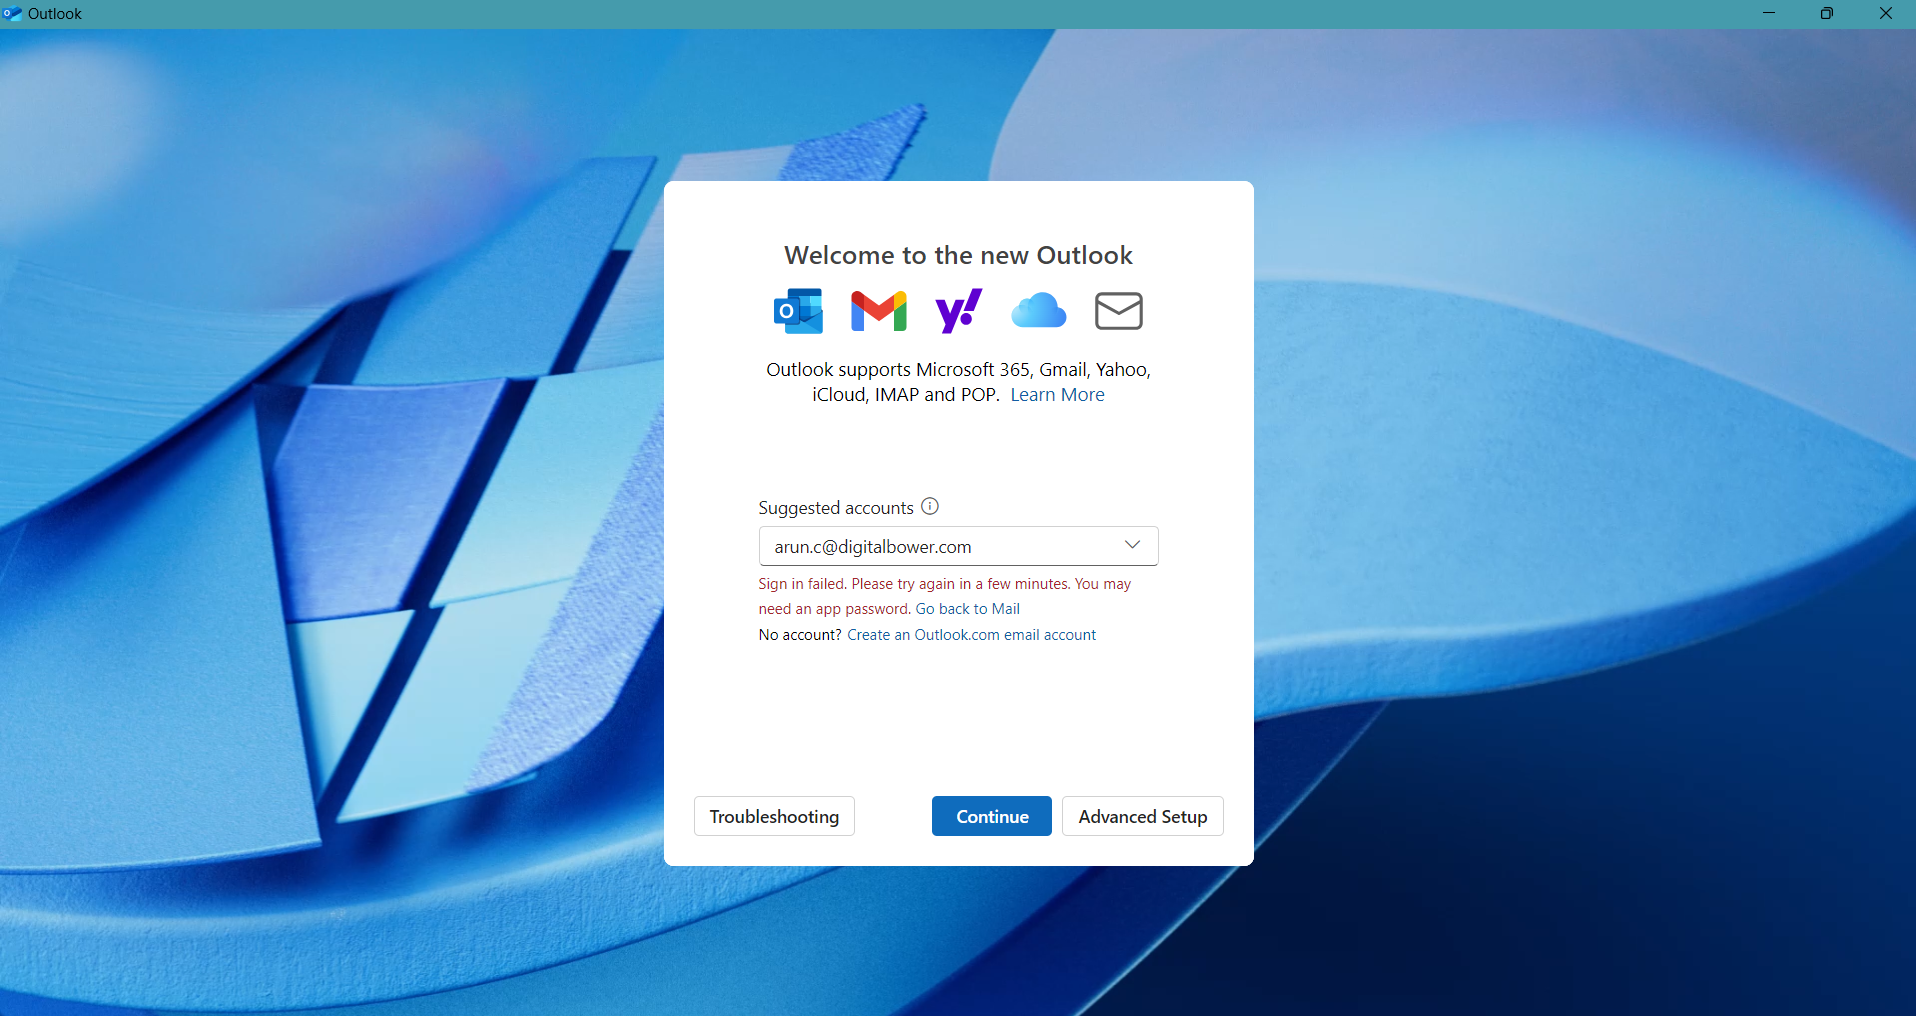 Outlook
Welcome to the new Outlook
Outlook supports Microsoft 365, Gmail, Yahoo,
iCloud, IMAP and POP. Learn More
Suggested accounts
arun.c@digitalbower.com
Sign in failed. Please try again in a few minutes. You may
need an app password. Go back to Mail
No account? Create an Outlook.com email account
Troubleshooting
Continue
Advanced Setup